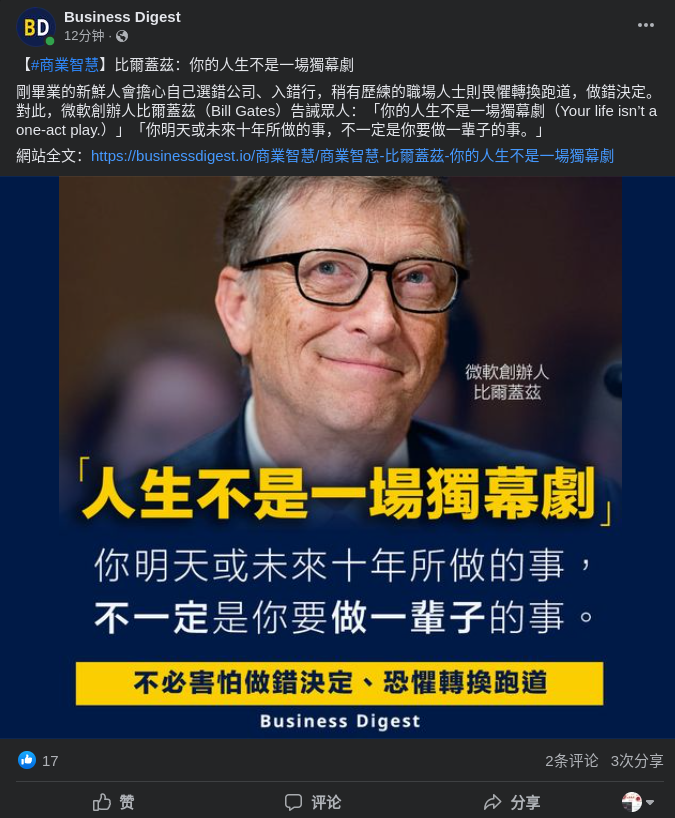 Business Digest
12分钟 ·
【#商業智慧】比爾蓋茲：你的人生不是一場獨幕劇
剛畢業的新鮮人會擔心自己選錯公司、入錯行，稍有歷練的職場人士則畏懼轉換跑道，做錯決定。
對此，微軟創辦人比爾蓋茲（Bill Gates）告誡眾人：「你的人生不是一場獨幕劇（Your life isn't a
one-act play.）」「你明天或未來十年所做的事，不一定是你要做一輩子的事。」
網站全文：https://businessdigest.io/商業智慧/商業智慧-比爾蓋茲-你的人生不是一場獨幕劇
微軟創辦人
比爾蓋茲
「人生不是一場獨幕劇」
你明天或未來十年所做的事，
不一定是你要做一輩子的事。
不必害怕做錯決定、恐懼轉換跑道
Business Digest
17 2条评论 3次分享
赞 评论 分享